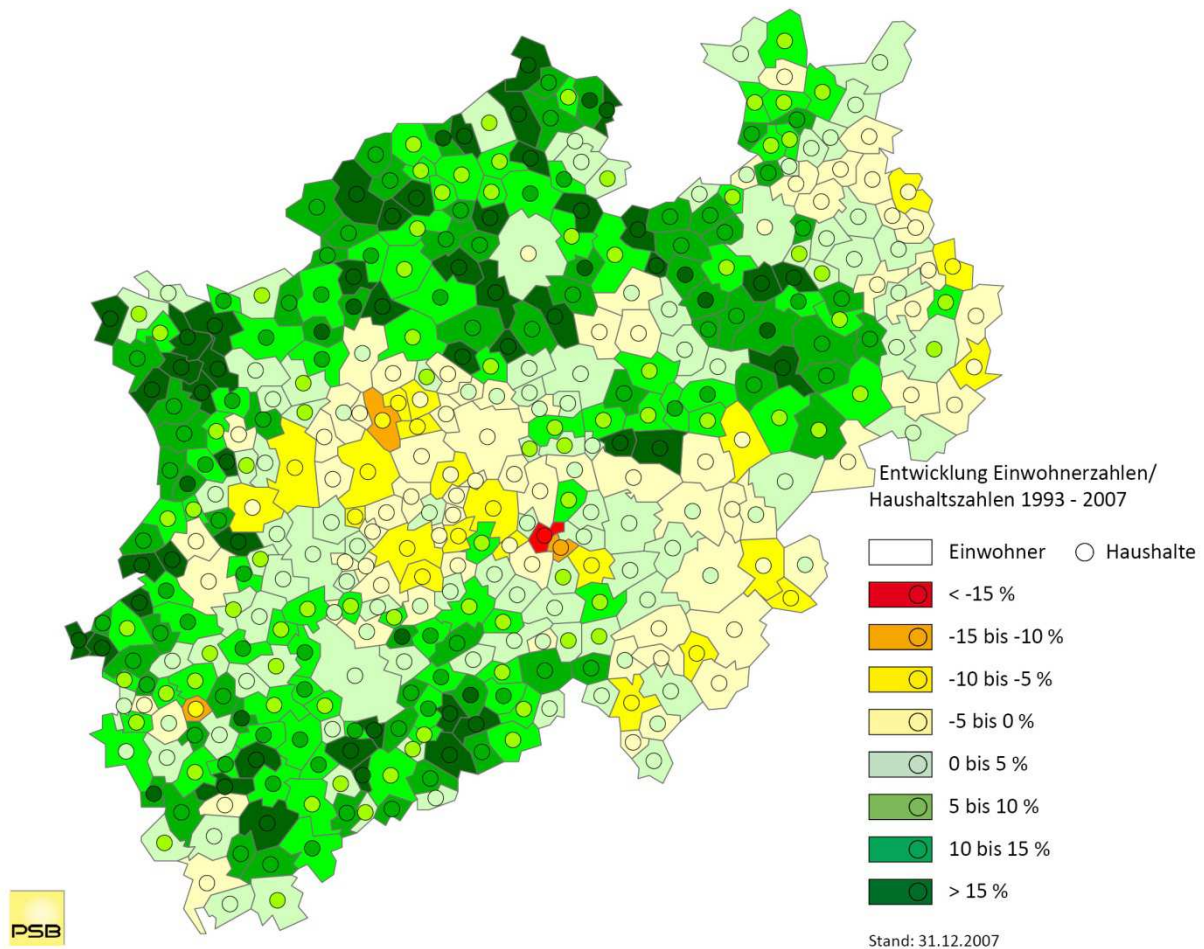 Entwicklung Einwohnerzahlen/
Haushaltszahlen 1993 - 2007
Einwohner Haushalte
< -15 %
-15 bis -10 %
-10 bis -5 %
-5 bis 0 %
0 bis 5 %
5 bis 10 %
10 bis 15 %
> 15 %
PSB
Stand: 31.12.2007